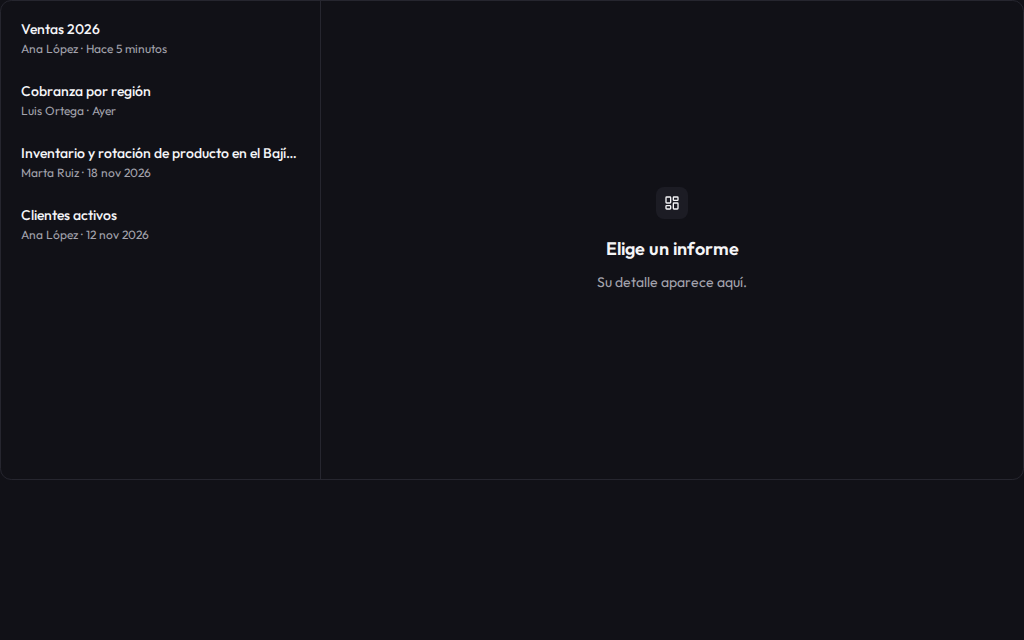 Ventas 2026
Ana López · Hace 5 minutos
Cobranza por región
Luis Ortega · Ayer
Inventario y rotación de producto en el Bají...
Marta Ruiz · 18 nov 2026
Clientes activos
Ana López · 12 nov 2026
Elige un informe
Su detalle aparece aquí.